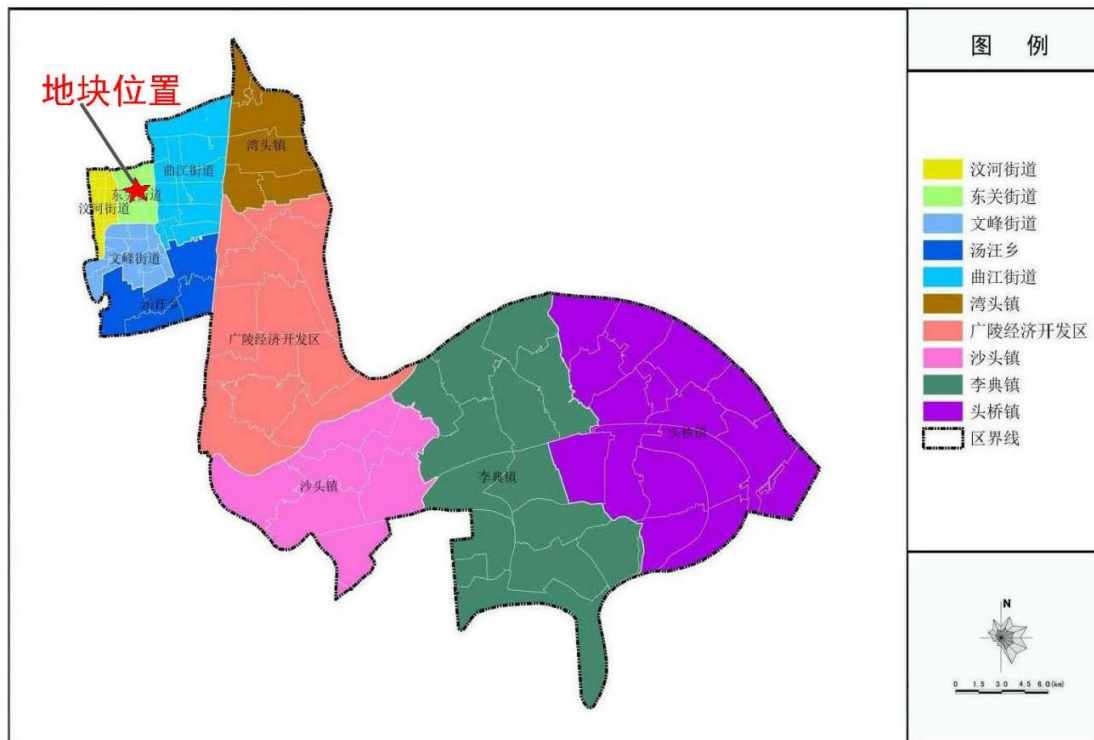 图 例
地块位置
湾头镇
曲江街道
东关街道
汶河街道
文峰街道
汤汪乡
广陵经济开发区
沙头镇
李典镇
头桥镇
汶河街道
东关街道
文峰街道
汤汪乡
曲江街道
湾头镇
广陵经济开发区
沙头镇
李典镇
头桥镇
区界线
N
0 1.5 3.0 4.5 6.0(km)